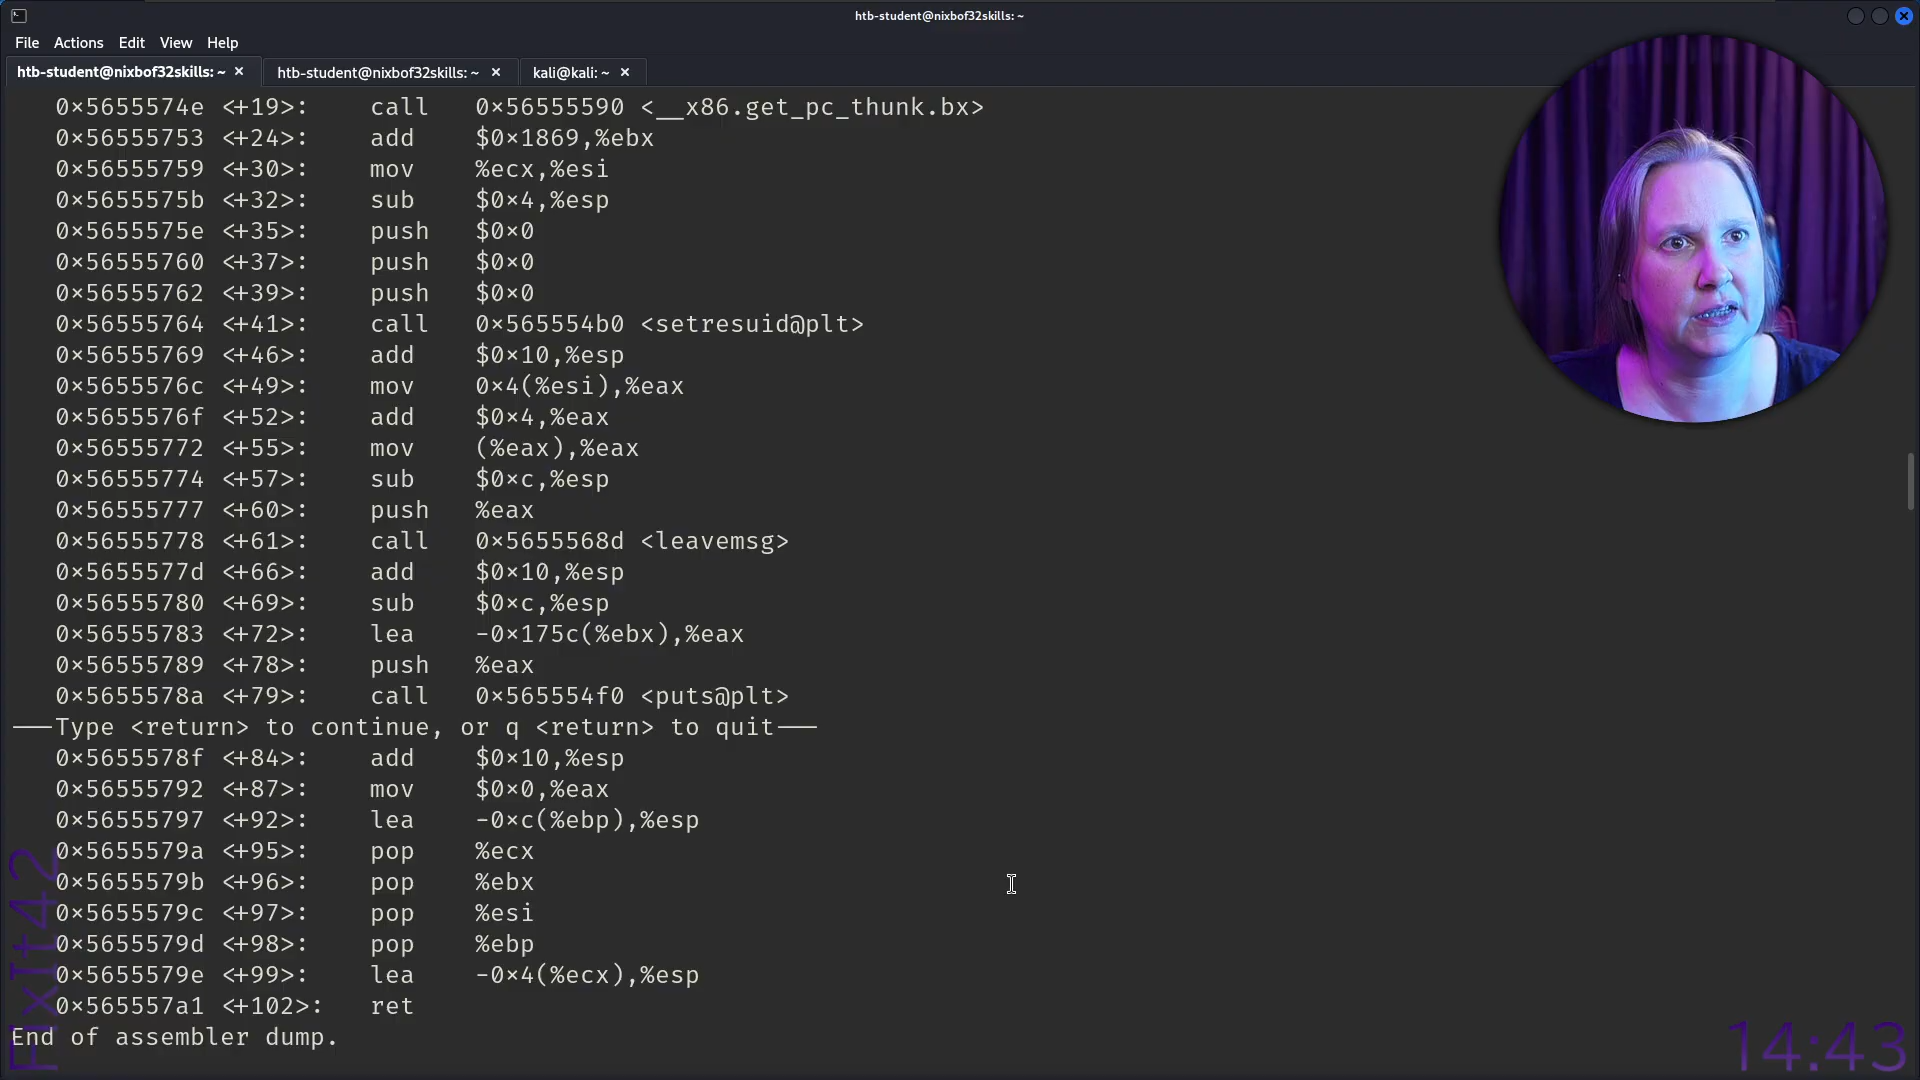 htb-student@nixbof32skills: ~
File Actions Edit View Help
htb-student@nixbof32skills: ~ × htb-student@nixbof32skills: ~ × kali@kali: ~ ×
0×5655574e <+19>: call 0×56555590 <__x86.get_pc_thunk.bx>
0×56555753 <+24>: add $0×1869,%ebx
0×56555759 <+30>: mov %ecx,%esi
0×5655575b <+32>: sub $0×4,%esp
0×5655575e <+35>: push $0×0
0×56555760 <+37>: push $0×0
0×56555762 <+39>: push $0×0
0×56555764 <+41>: call 0×565554b0 <setresuid@plt>
0×56555769 <+46>: add $0×10,%esp
0×5655576c <+49>: mov 0×4(%esi),%eax
0×5655576f <+52>: add $0×4,%eax
0×56555772 <+55>: mov (%eax),%eax
0×56555774 <+57>: sub $0×c,%esp
0×56555777 <+60>: push %eax
0×56555778 <+61>: call 0×5655568d <leavemsg>
0×5655577d <+66>: add $0×10,%esp
0×56555780 <+69>: sub $0×c,%esp
0×56555783 <+72>: lea -0×175c(%ebx),%eax
0×56555789 <+78>: push %eax
0×5655578a <+79>: call 0×565554f0 <puts@plt>
---Type <return> to continue, or q <return> to quit---
0×5655578f <+84>: add $0×10,%esp
0×56555792 <+87>: mov $0×0,%eax
0×56555797 <+92>: lea -0×c(%ebp),%esp
0×5655579a <+95>: pop %ecx
0×5655579b <+96>: pop %ebx
0×5655579c <+97>: pop %esi
0×5655579d <+98>: pop %ebp
0×5655579e <+99>: lea -0×4(%ecx),%esp
0×565557a1 <+102>: ret
End of assembler dump.
FixIt42
14:43